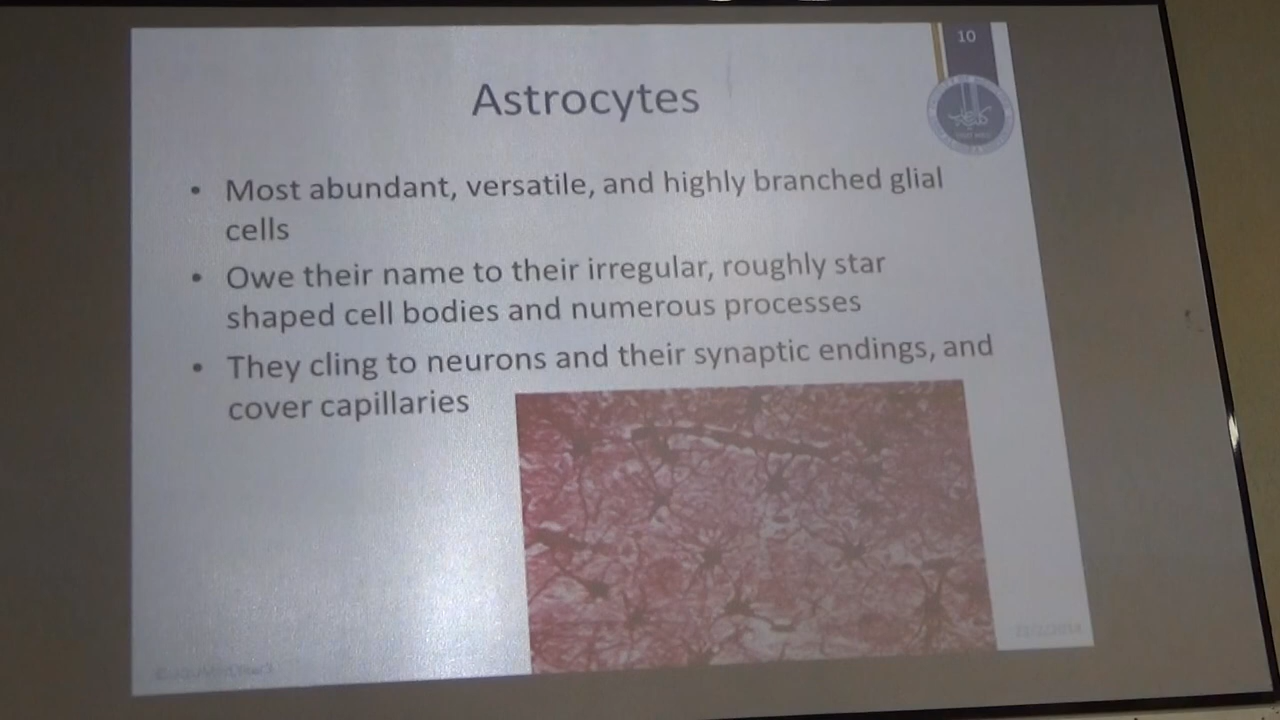 10
Astrocytes
• Most abundant, versatile, and highly branched glial
cells
• Owe their name to their irregular, roughly star
shaped cell bodies and numerous processes
• They cling to neurons and their synaptic endings, and
cover capillaries